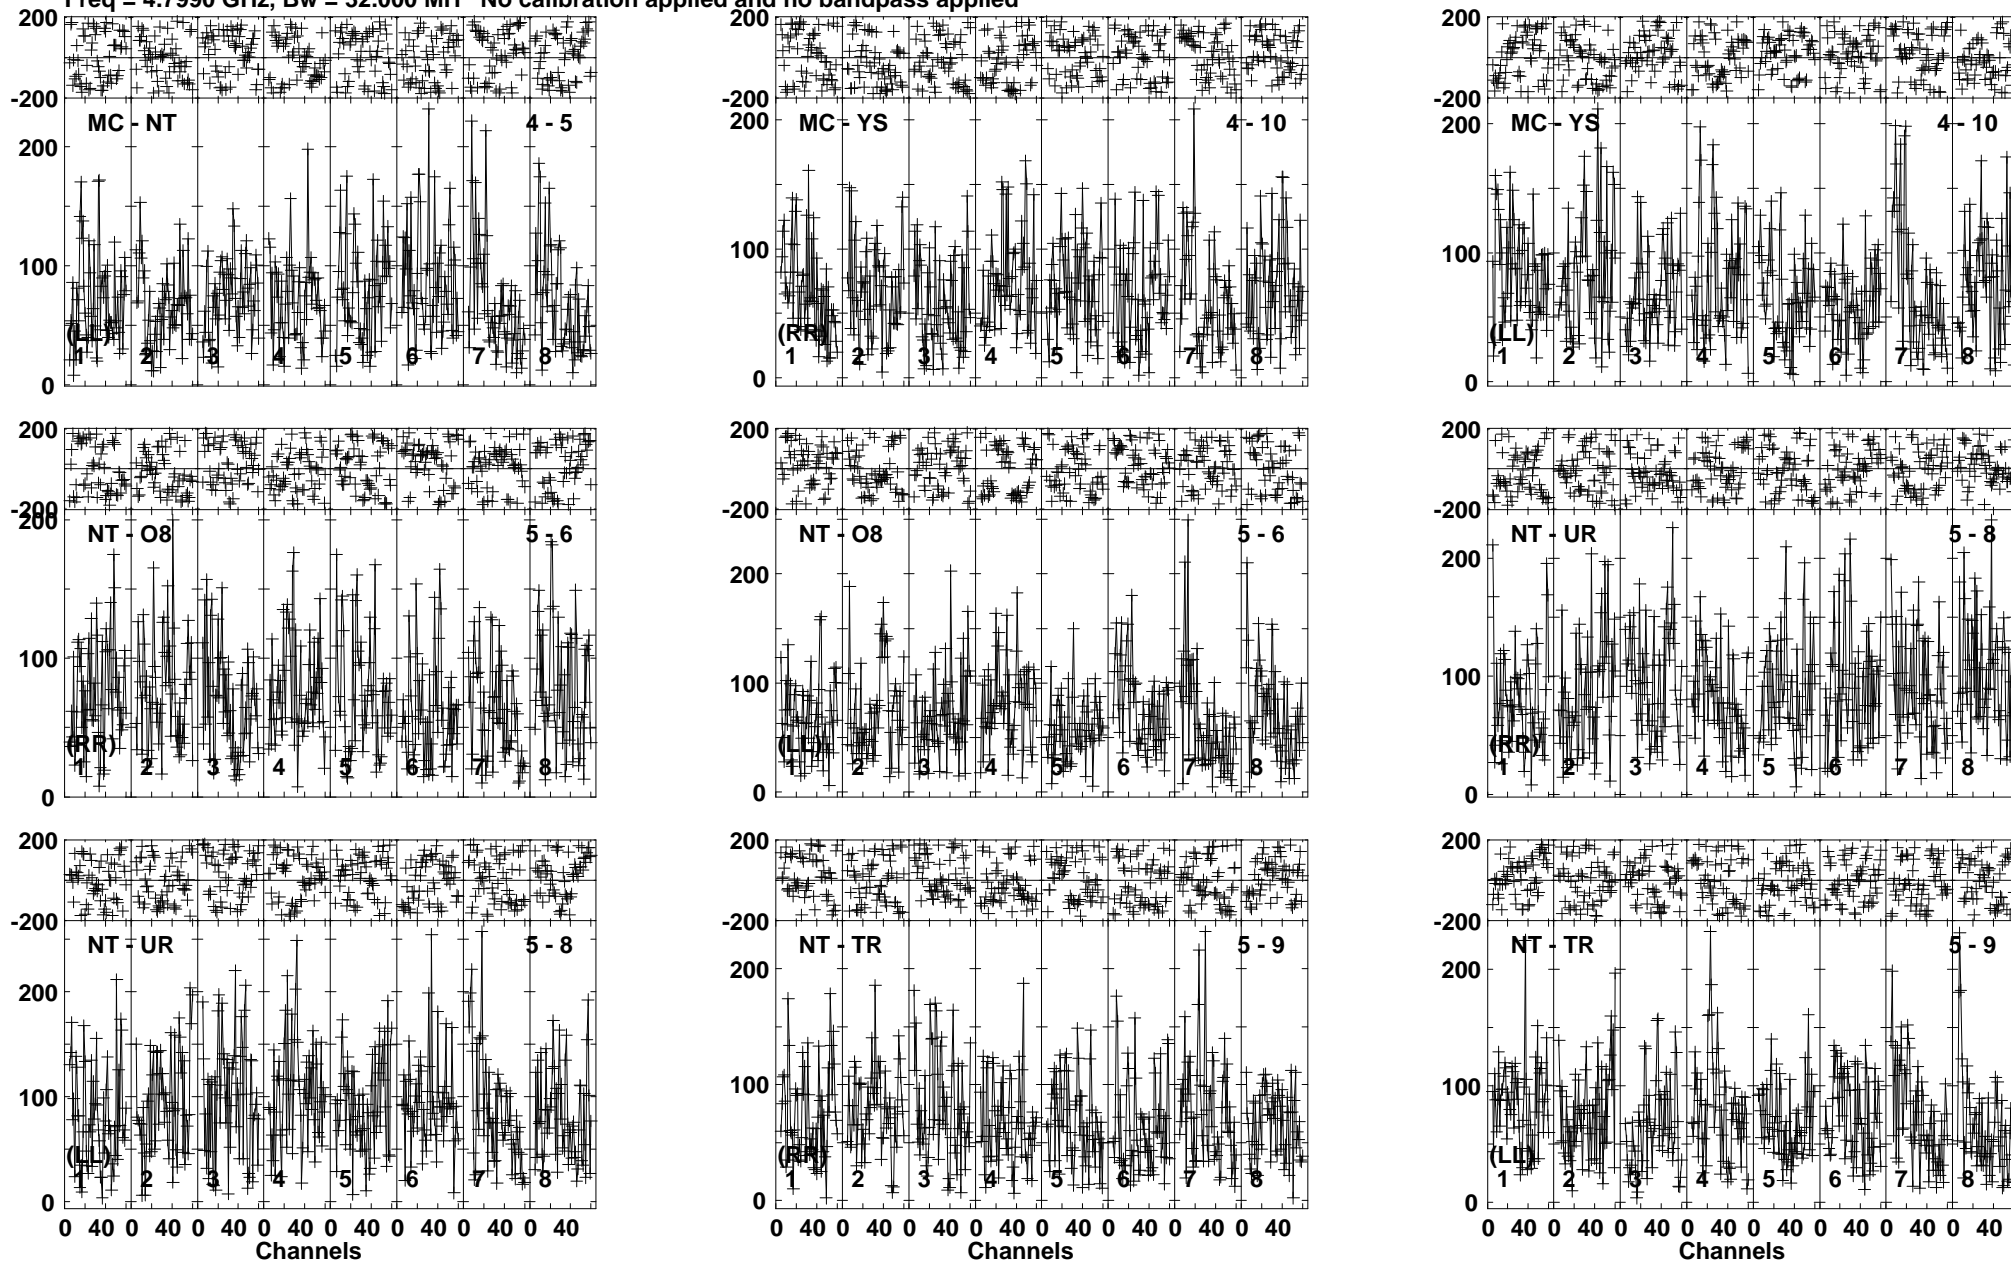 Freq = 4.7990 GHz, Bw = 32.000 MH No calibration applied and no bandpass applied
200 200 200
-200 -200 -200
MC - NT 4 - 5 MC - YS 4 - 10 MC - YS 4 - 10
200 200 200
100 100 100
(LL) (RR) (LL)
1 2 3 4 5 6 7 8 1 2 3 4 5 6 7 8 1 2 3 4 5 6 7 8
0 0 0
200 200 200
-200 -200 -200
NT - O8 5 - 6 NT - O8 5 - 6 NT - UR 5 - 8
200 200 200
100 100 100
(RR) (LL) (RR)
1 2 3 4 5 6 7 8 1 2 3 4 5 6 7 8 1 2 3 4 5 6 7 8
0 0 0
200 200 200
-200 -200 -200
NT - UR 5 - 8 NT - TR 5 - 9 NT - TR 5 - 9
200 200 200
100 100 100
(LL) (RR) (LL)
1 2 3 4 5 6 7 8 1 2 3 4 5 6 7 8 1 2 3 4 5 6 7 8
0 0 0
0 40 0 40 0 40 0 40 0 40 0 40 0 40 0 40 0 40 0 40 0 40 0 40 0 40 0 40 0 40 0 40 0 40 0 40 0 40 0 40 0 40 0 40 0 40 0 40
Channels Channels Channels